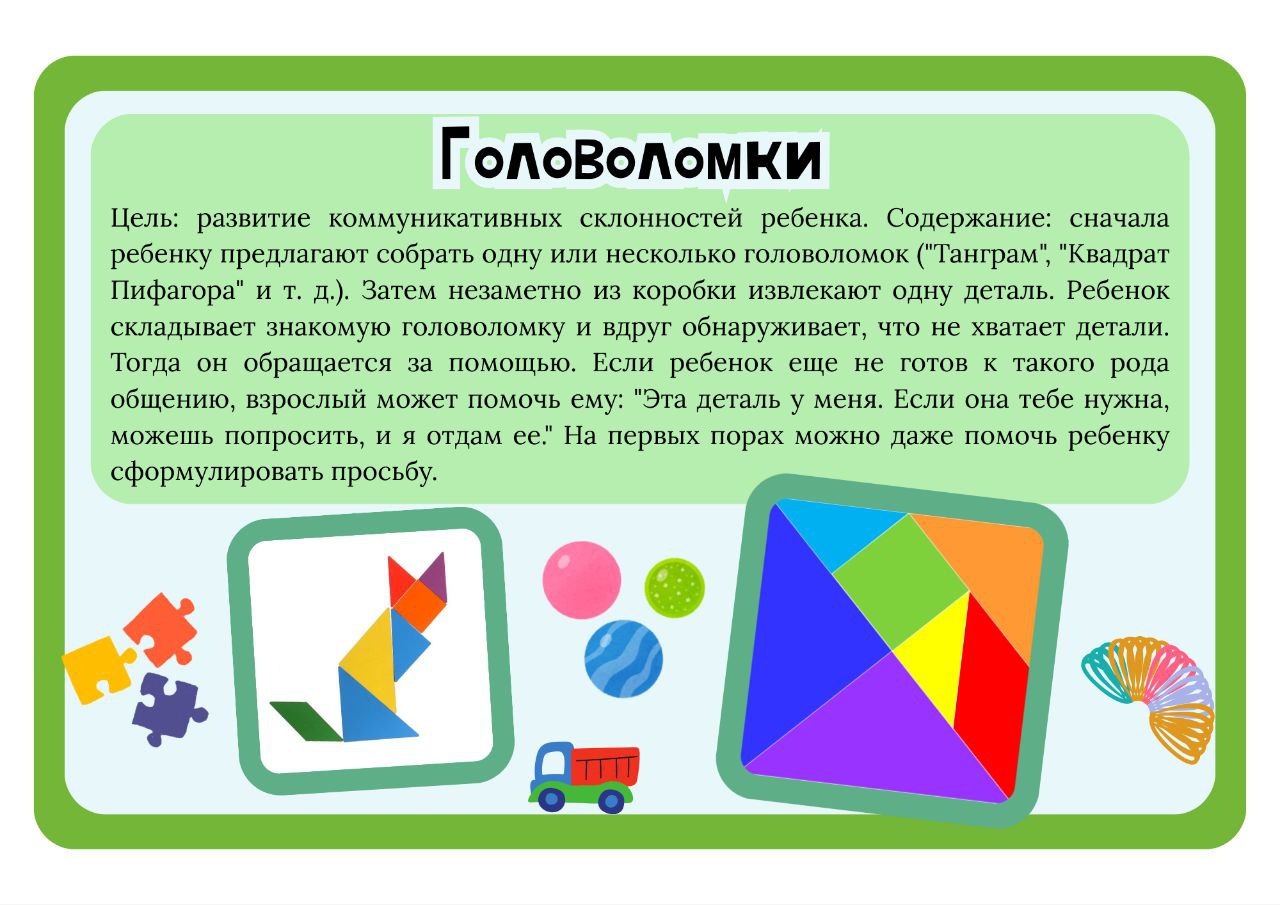 Головоломки
Цель: развитие коммуникативных склонностей ребенка. Содержание: сначала
ребенку предлагают собрать одну или несколько головоломок ("Танграм", "Квадрат
Пифагора" и т. д.). Затем незаметно из коробки извлекают одну деталь. Ребенок
складывает знакомую головоломку и вдруг обнаруживает, что не хватает детали.
Тогда он обращается за помощью. Если ребенок еще не готов к такого рода
общению, взрослый может помочь ему: "Эта деталь у меня. Если она тебе нужна,
можешь попросить, и я отдам ее." На первых порах можно даже помочь ребенку
сформулировать просьбу.